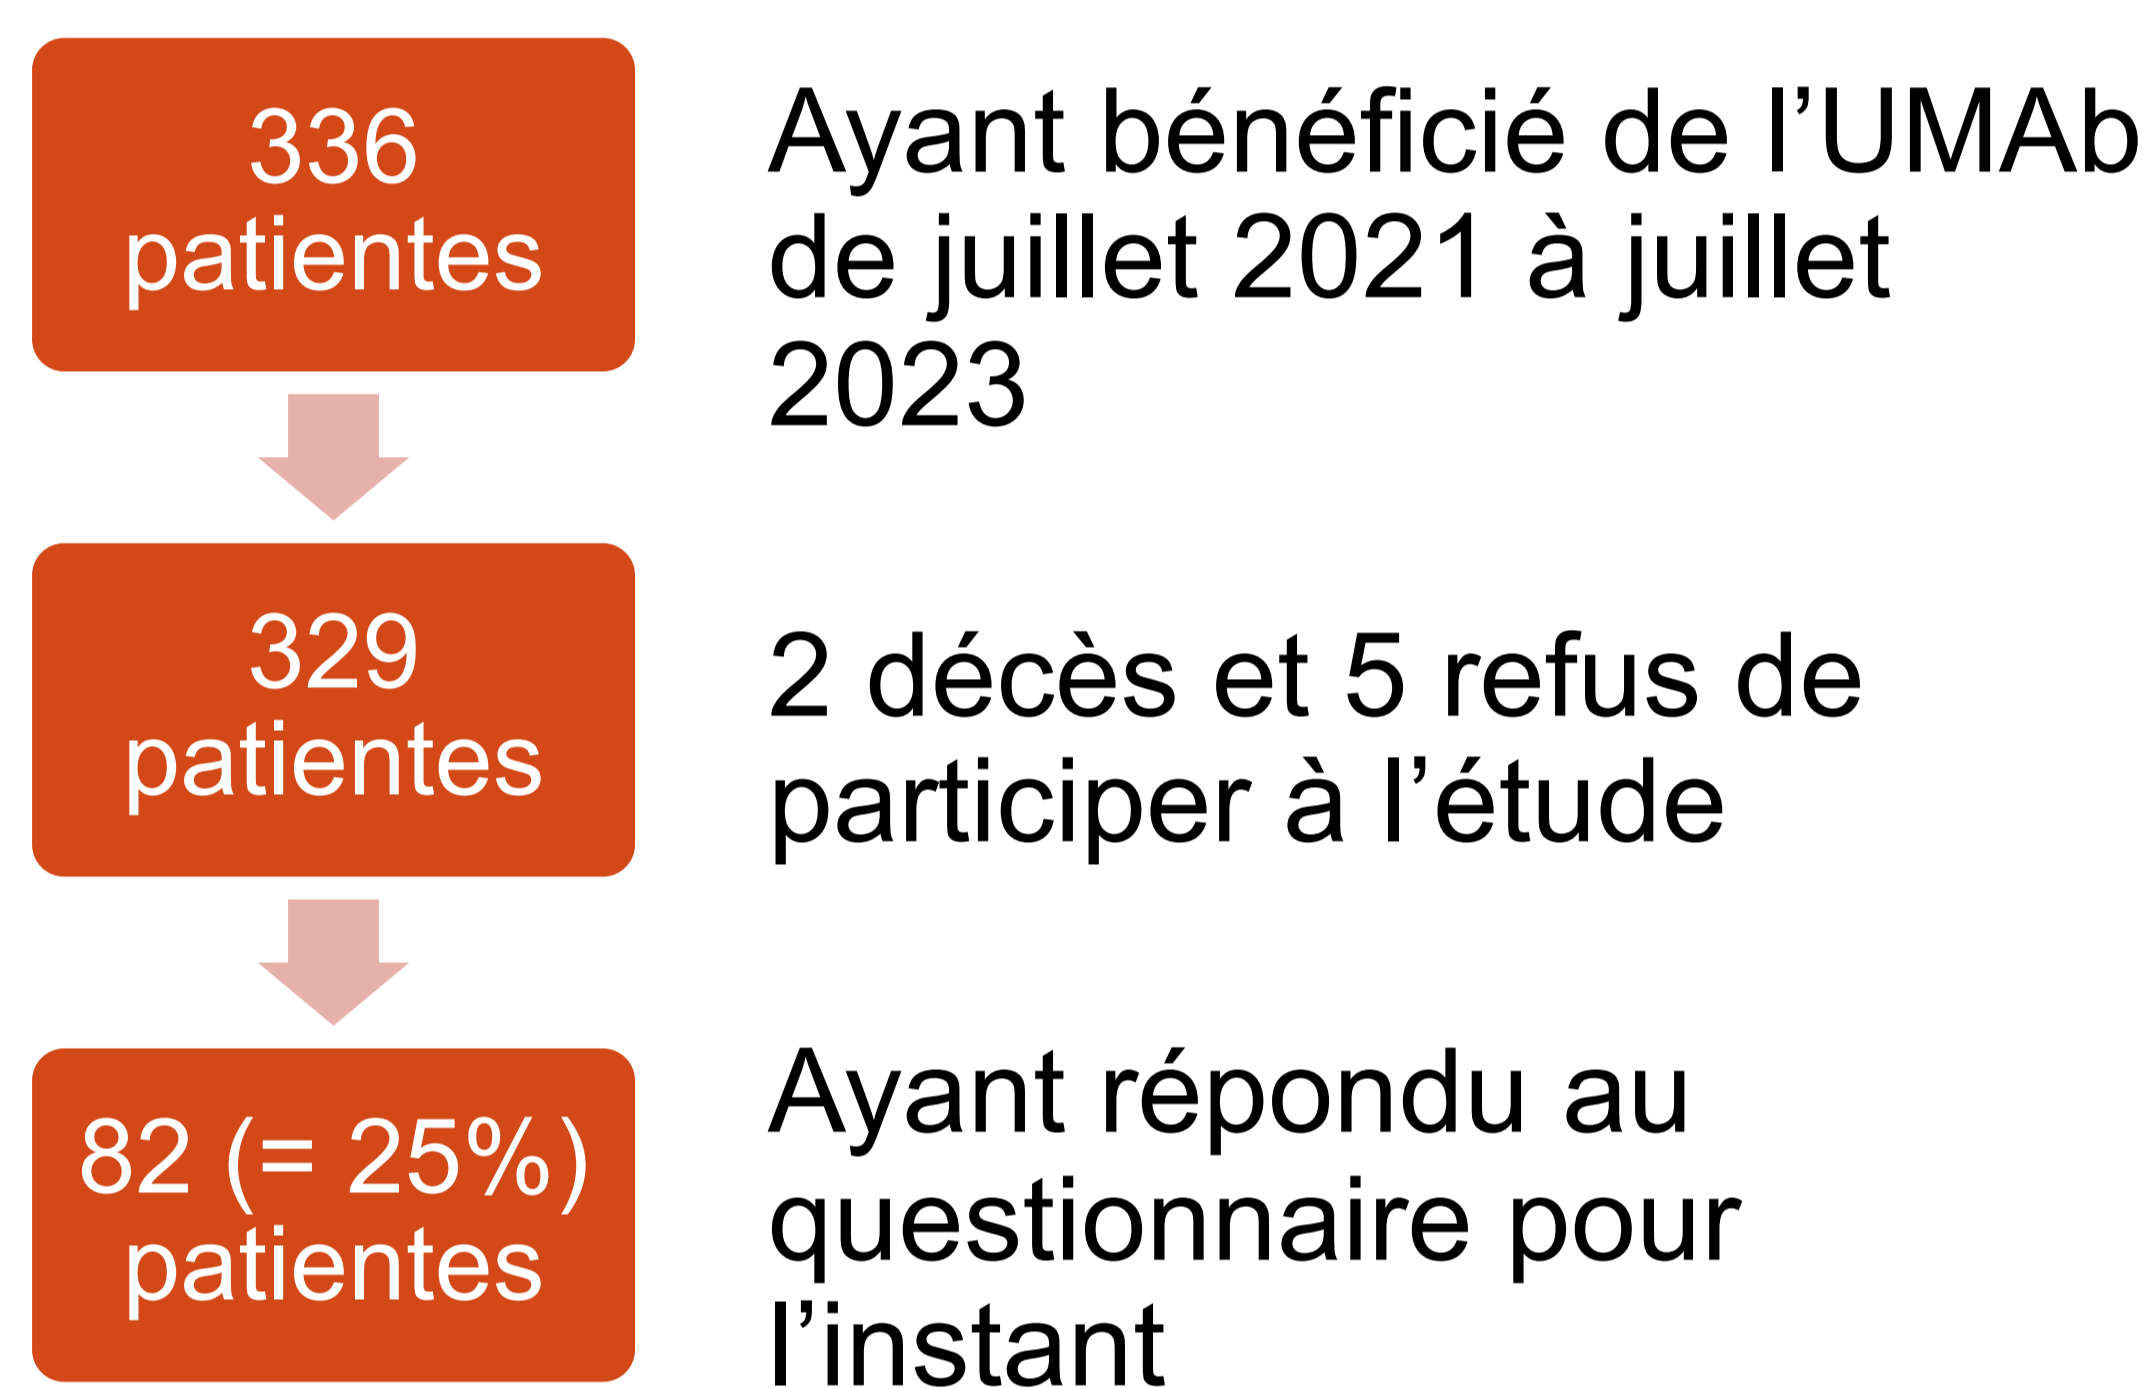 336
patientes
Ayant bénéficié de l’UMAb
de juillet 2021 à juillet
2023
329
patientes
2 décès et 5 refus de
participer à l’étude
82 (= 25%)
patientes
Ayant répondu au
questionnaire pour
l’instant